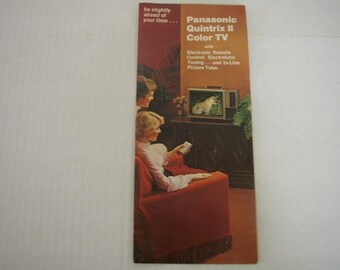 be slightly
ahead of
your time . . .
Panasonic
Quintrix II
Color TV
with
Electronic Remote
Control, Electrotune
Tuning . . . and In-Line
Picture Tube.